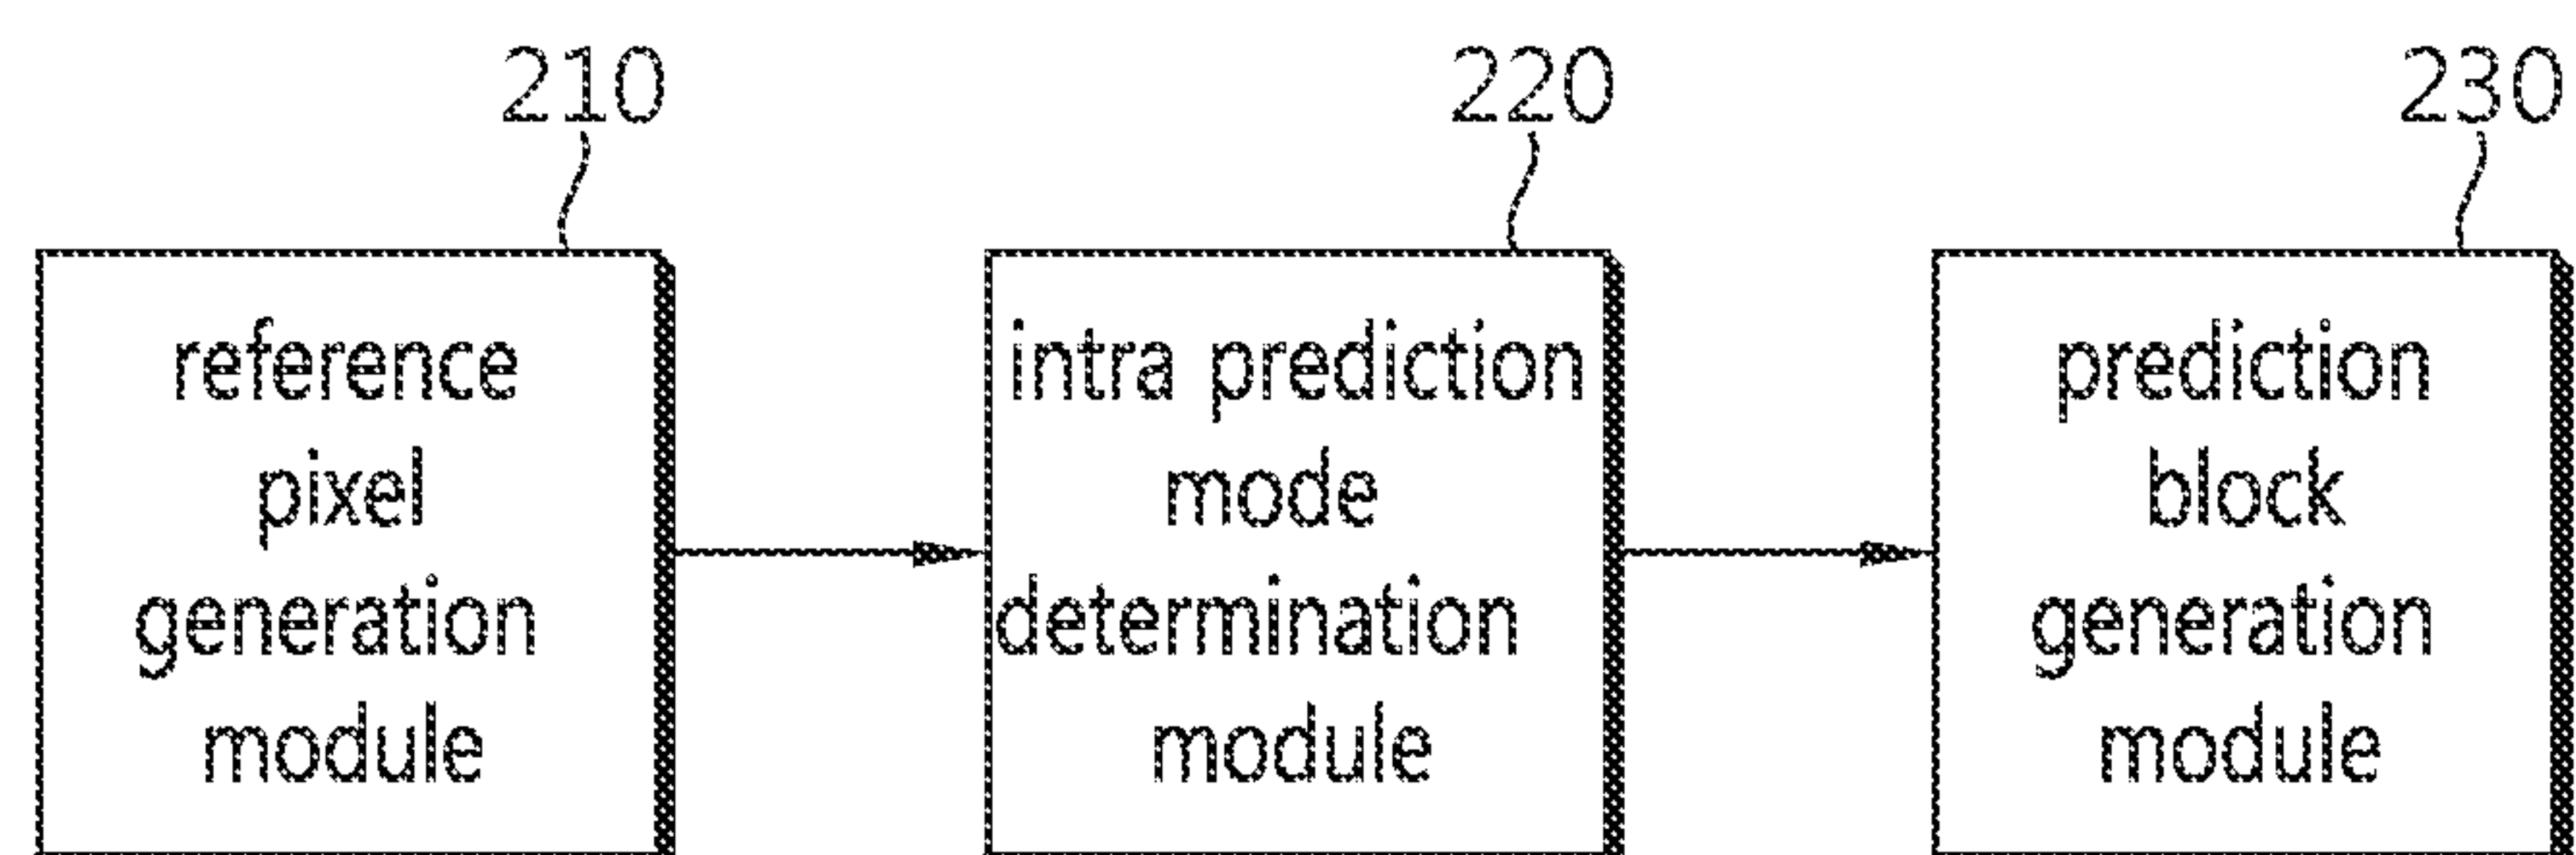 210
220
230
reference
pixel
generation
module
intra prediction
mode
determination
module
prediction
block
generation
module